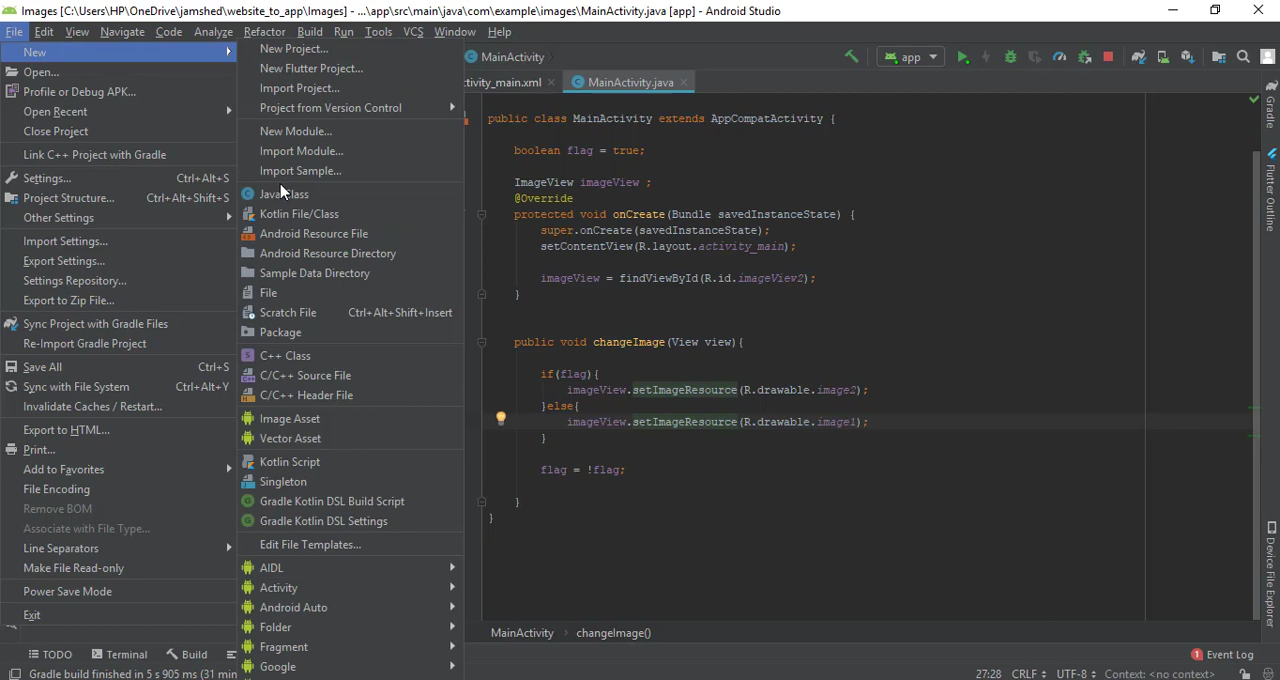 Images [C:\Users\HP\OneDrive\jamshed\website_to_app\Images] - ...\app\src\main\java\com\example\images\MainActivity.java [app] - Android Studio
File Edit View Navigate Code Analyze Refactor Build Run Tools VCS Window Help
New
Open...
Profile or Debug APK...
Open Recent
Close Project
Link C++ Project with Gradle
Settings... Ctrl+Alt+S
Project Structure... Ctrl+Alt+Shift+S
Other Settings
Import Settings...
Export Settings...
Settings Repository...
Export to Zip File...
Sync Project with Gradle Files
Re-Import Gradle Project
Save All Ctrl+S
Sync with File System Ctrl+Alt+Y
Invalidate Caches / Restart...
Export to HTML...
Print...
Add to Favorites
File Encoding
Remove BOM
Associate with File Type...
Line Separators
Make File Read-only
Power Save Mode
Exit
New Project...
New Flutter Project...
Import Project...
Project from Version Control
New Module...
Import Module...
Import Sample...
Java Class
Kotlin File/Class
Android Resource File
Android Resource Directory
Sample Data Directory
File
Scratch File Ctrl+Alt+Shift+Insert
Package
C++ Class
C/C++ Source File
C/C++ Header File
Image Asset
Vector Asset
Kotlin Script
Singleton
Gradle Kotlin DSL Build Script
Gradle Kotlin DSL Settings
Edit File Templates...
AIDL
Activity
Android Auto
Folder
Fragment
Google
MainActivity
app
tivity_main.xml MainActivity.java
public class MainActivity extends AppCompatActivity {
boolean flag = true;
ImageView imageView ;
@Override
protected void onCreate(Bundle savedInstanceState) {
super.onCreate(savedInstanceState);
setContentView(R.layout.activity_main);
imageView = findViewById(R.id.imageView2);
}
public void changeImage(View view){
if(flag){
imageView.setImageResource(R.drawable.image2);
}else{
imageView.setImageResource(R.drawable.image1);
}
flag = !flag;
}
}
MainActivity changeImage()
Gradle
Flutter Outline
Device File Explorer
TODO Terminal Build
1 Event Log
Gradle build finished in 5 s 905 ms (31 min
27:28 CRLF UTF-8 Context: <no context>